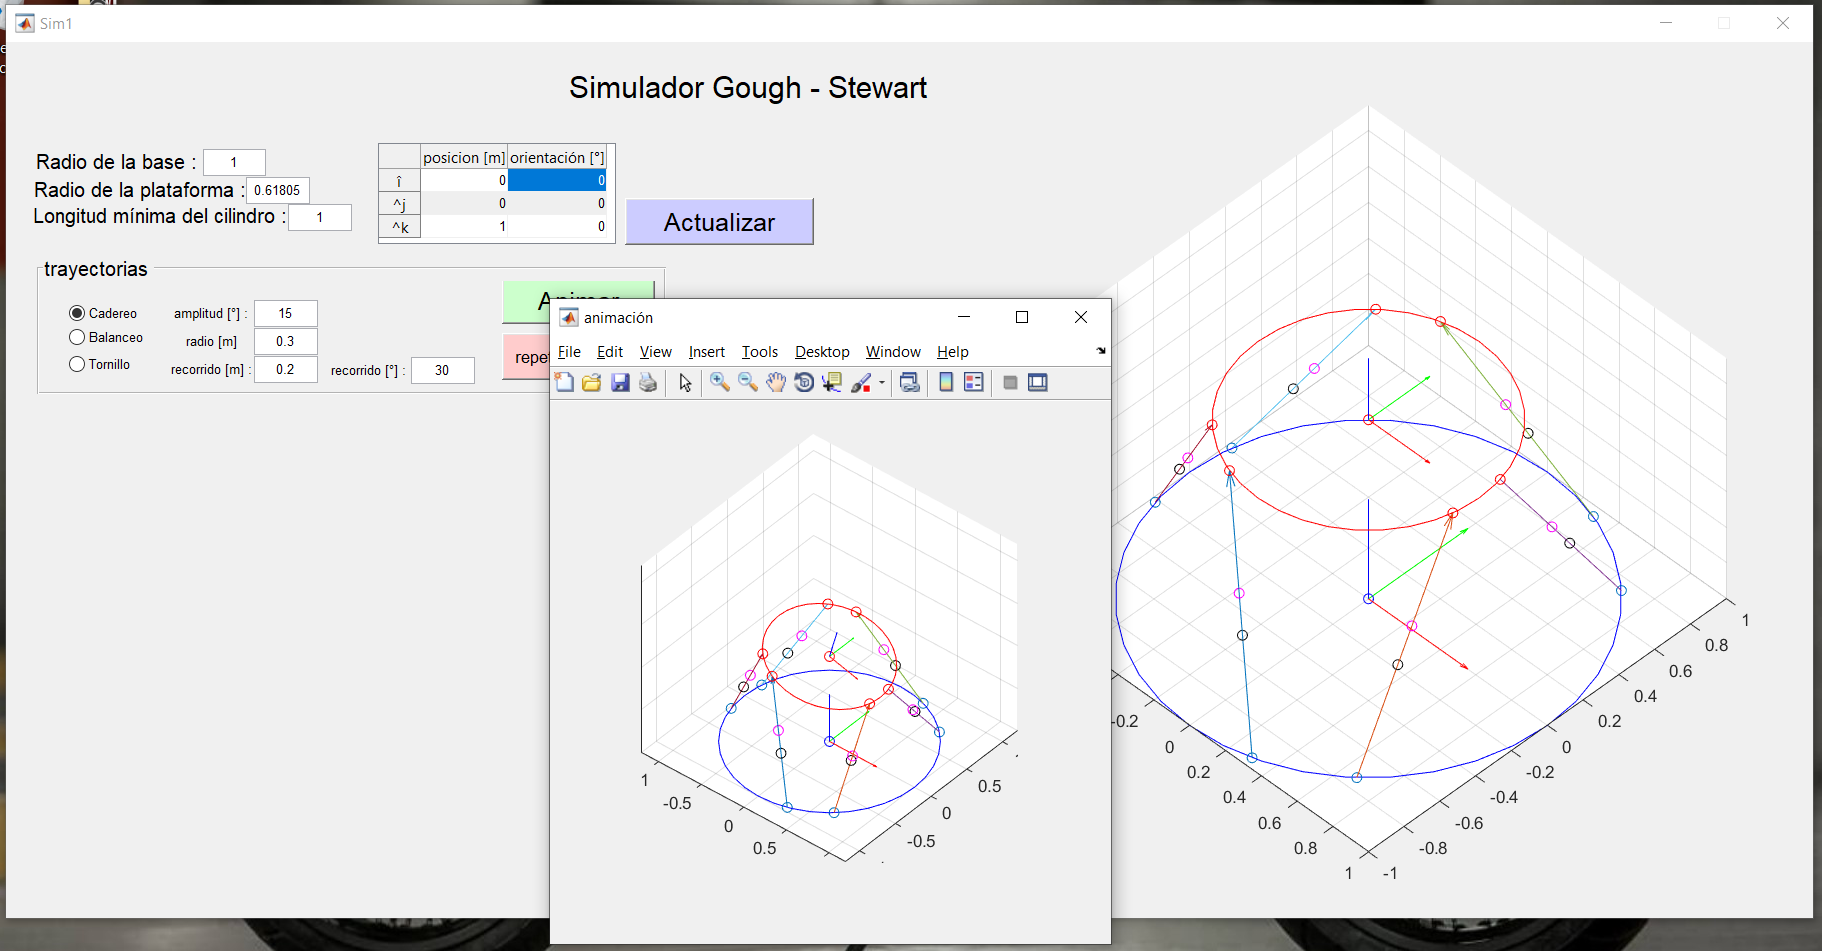 Sim1
Simulador Gough - Stewart
Radio de la base : 1
Radio de la plataforma : 0.61805
Longitud mínima del cilindro : 1
posicion [m] orientación [°]
î 0 0
^j 0 0
^k 1 0
Actualizar
trayectorias
Cadereo amplitud [°] : 15
Balanceo radio [m] 0.3
Tornillo recorrido [m] : 0.2 recorrido [°] : 30
animación
File Edit View Insert Tools Desktop Window Help
1
-0.5
0
0.5
0.5
0
-0.5
-0.2
0
0.2
0.4
0.6
0.8
1
1
0.8
0.6
0.4
0.2
0
-0.2
-0.4
-0.6
-0.8
-1